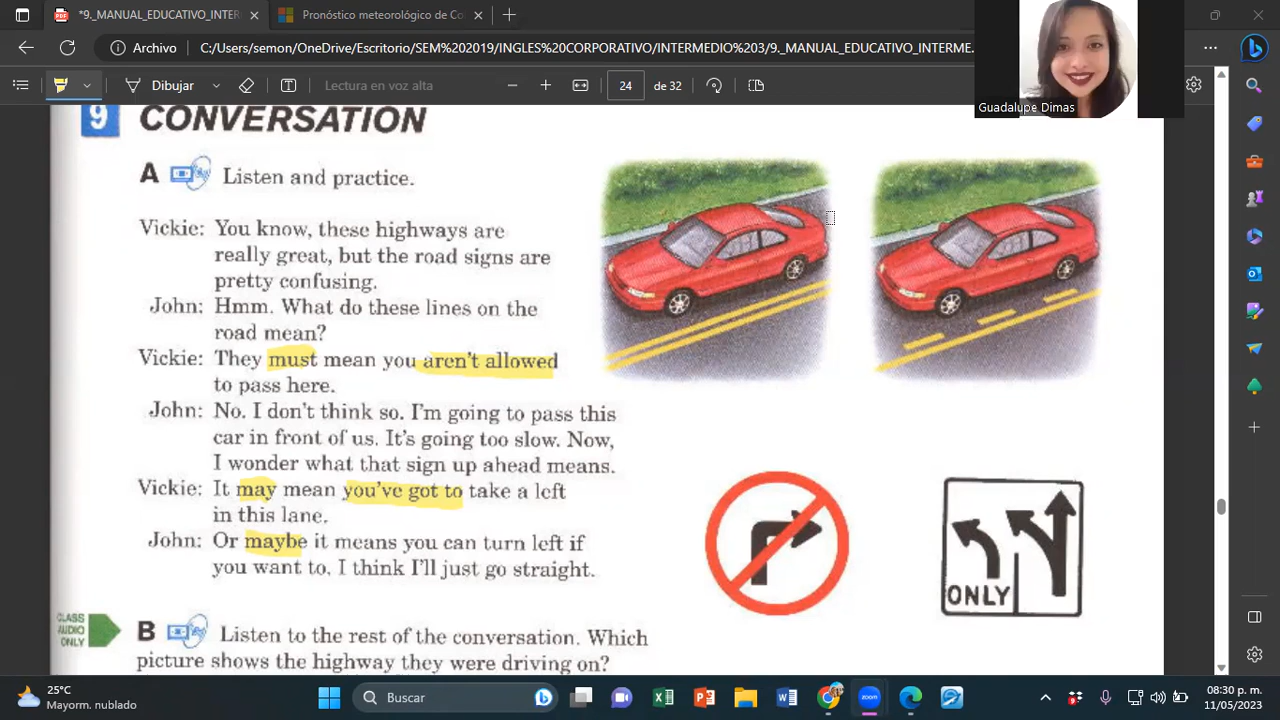 *9._MANUAL_EDUCATIVO_INTER
Pronóstico meteorológico de Co
Archivo
C:/Users/semon/OneDrive/Escritorio/SEM%202019/INGLES%20CORPORATIVO/INTERMEDIO%203/9._MANUAL_EDUCATIVO_INTERME...
Guadalupe Dimas
Dibujar
Lectura en voz alta
24
de 32
9 CONVERSATION
A Listen and practice.
Vickie: You know, these highways are
really great, but the road signs are
pretty confusing.
John: Hmm. What do these lines on the
road mean?
Vickie: They must mean you aren't allowed
to pass here.
John: No. I don't think so. I'm going to pass this
car in front of us. It's going too slow. Now,
I wonder what that sign up ahead means.
Vickie: It may mean you've got to take a left
in this lane.
John: Or maybe it means you can turn left if
you want to. I think I'll just go straight.
ONLY
CLASS
AUDIO
ONLY
B Listen to the rest of the conversation. Which
picture shows the highway they were driving on?
25°C
Mayorm. nublado
Buscar
zoom
08:30 p. m.
11/05/2023